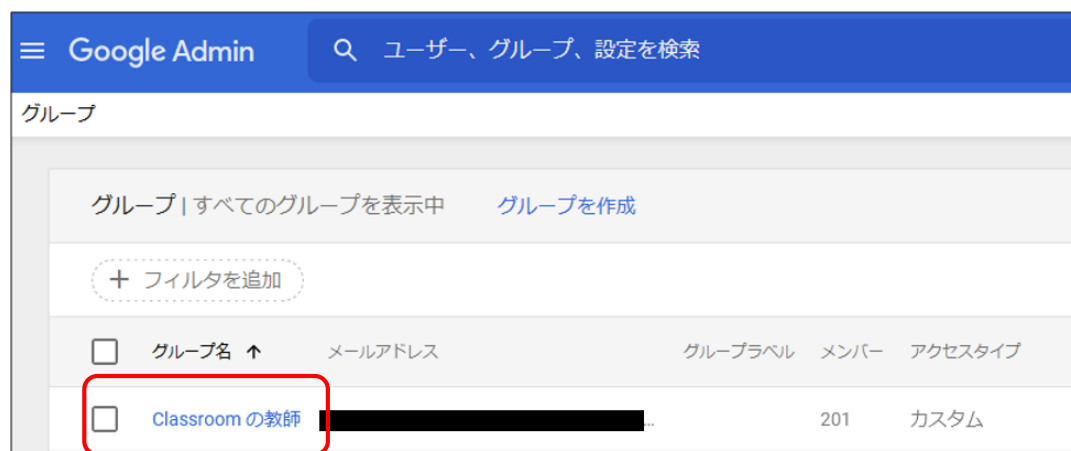 Google Admin ユーザー、グループ、設定を検索
グループ
グループ | すべてのグループを表示中 グループを作成
+ フィルタを追加
グループ名 ↑ メールアドレス グループラベル メンバー アクセスタイプ
Classroom の教師 ... 201 カスタム